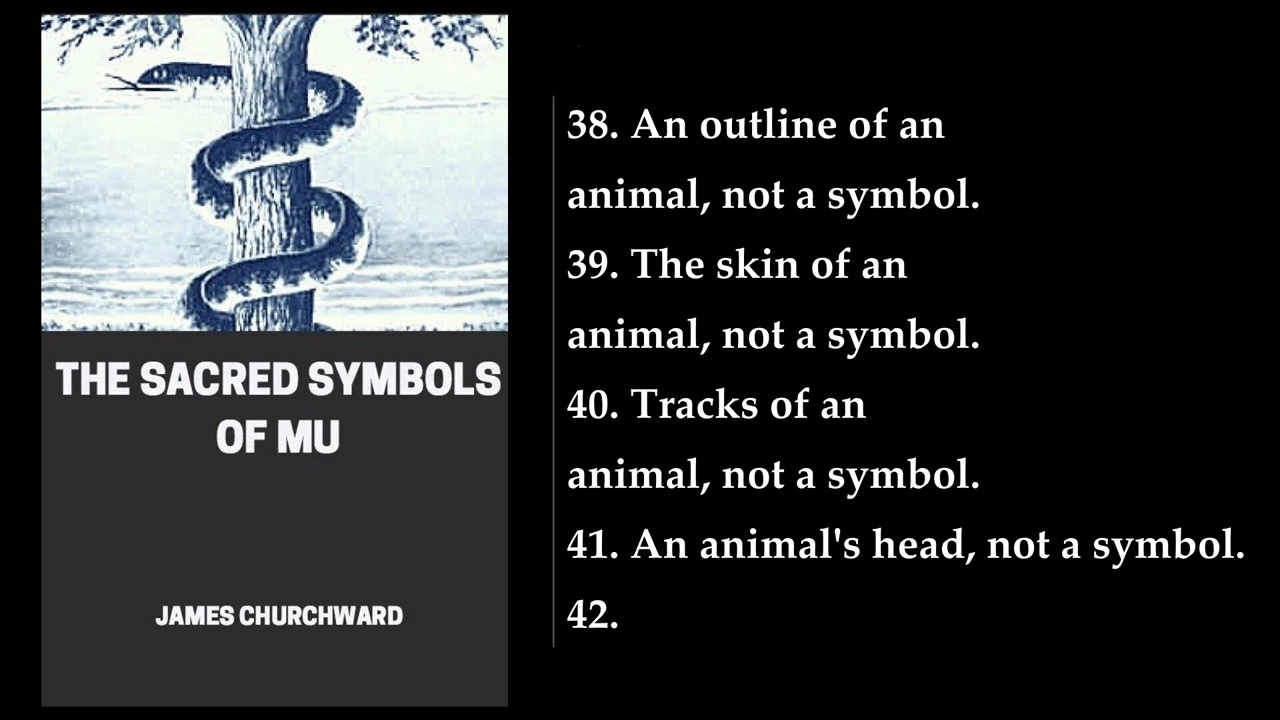 THE SACRED SYMBOLS
OF MU
JAMES CHURCHWARD
38. An outline of an
animal, not a symbol.
39. The skin of an
animal, not a symbol.
40. Tracks of an
animal, not a symbol.
41. An animal's head, not a symbol.
42.